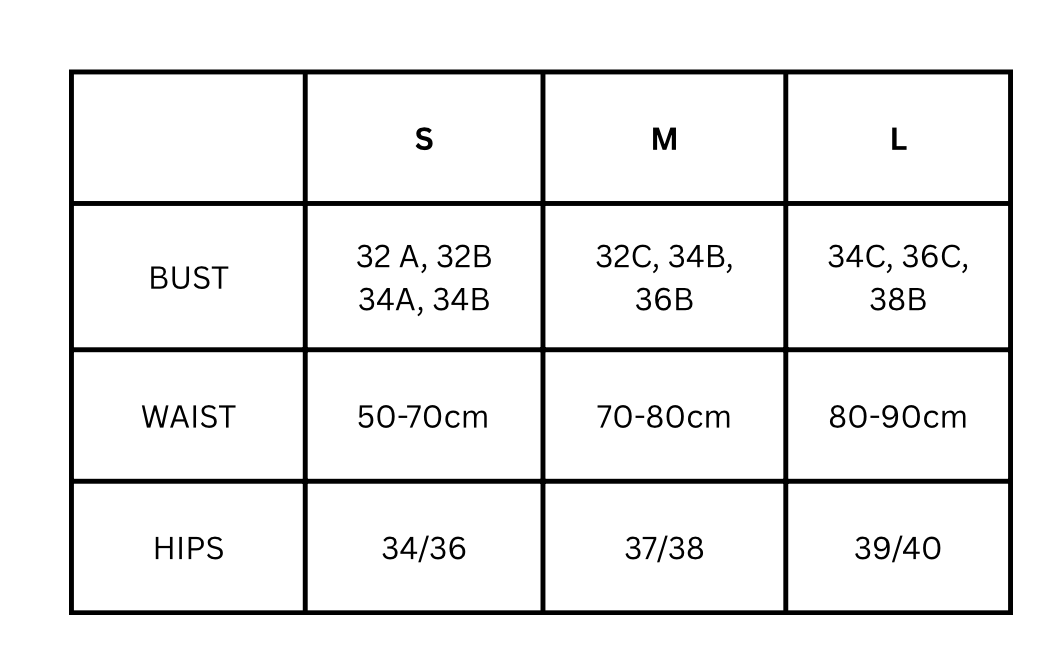 S M L
BUST 32 A, 32B 32C, 34B, 34C, 36C,
34A, 34B 36B 38B
WAIST 50-70cm 70-80cm 80-90cm
HIPS 34/36 37/38 39/40